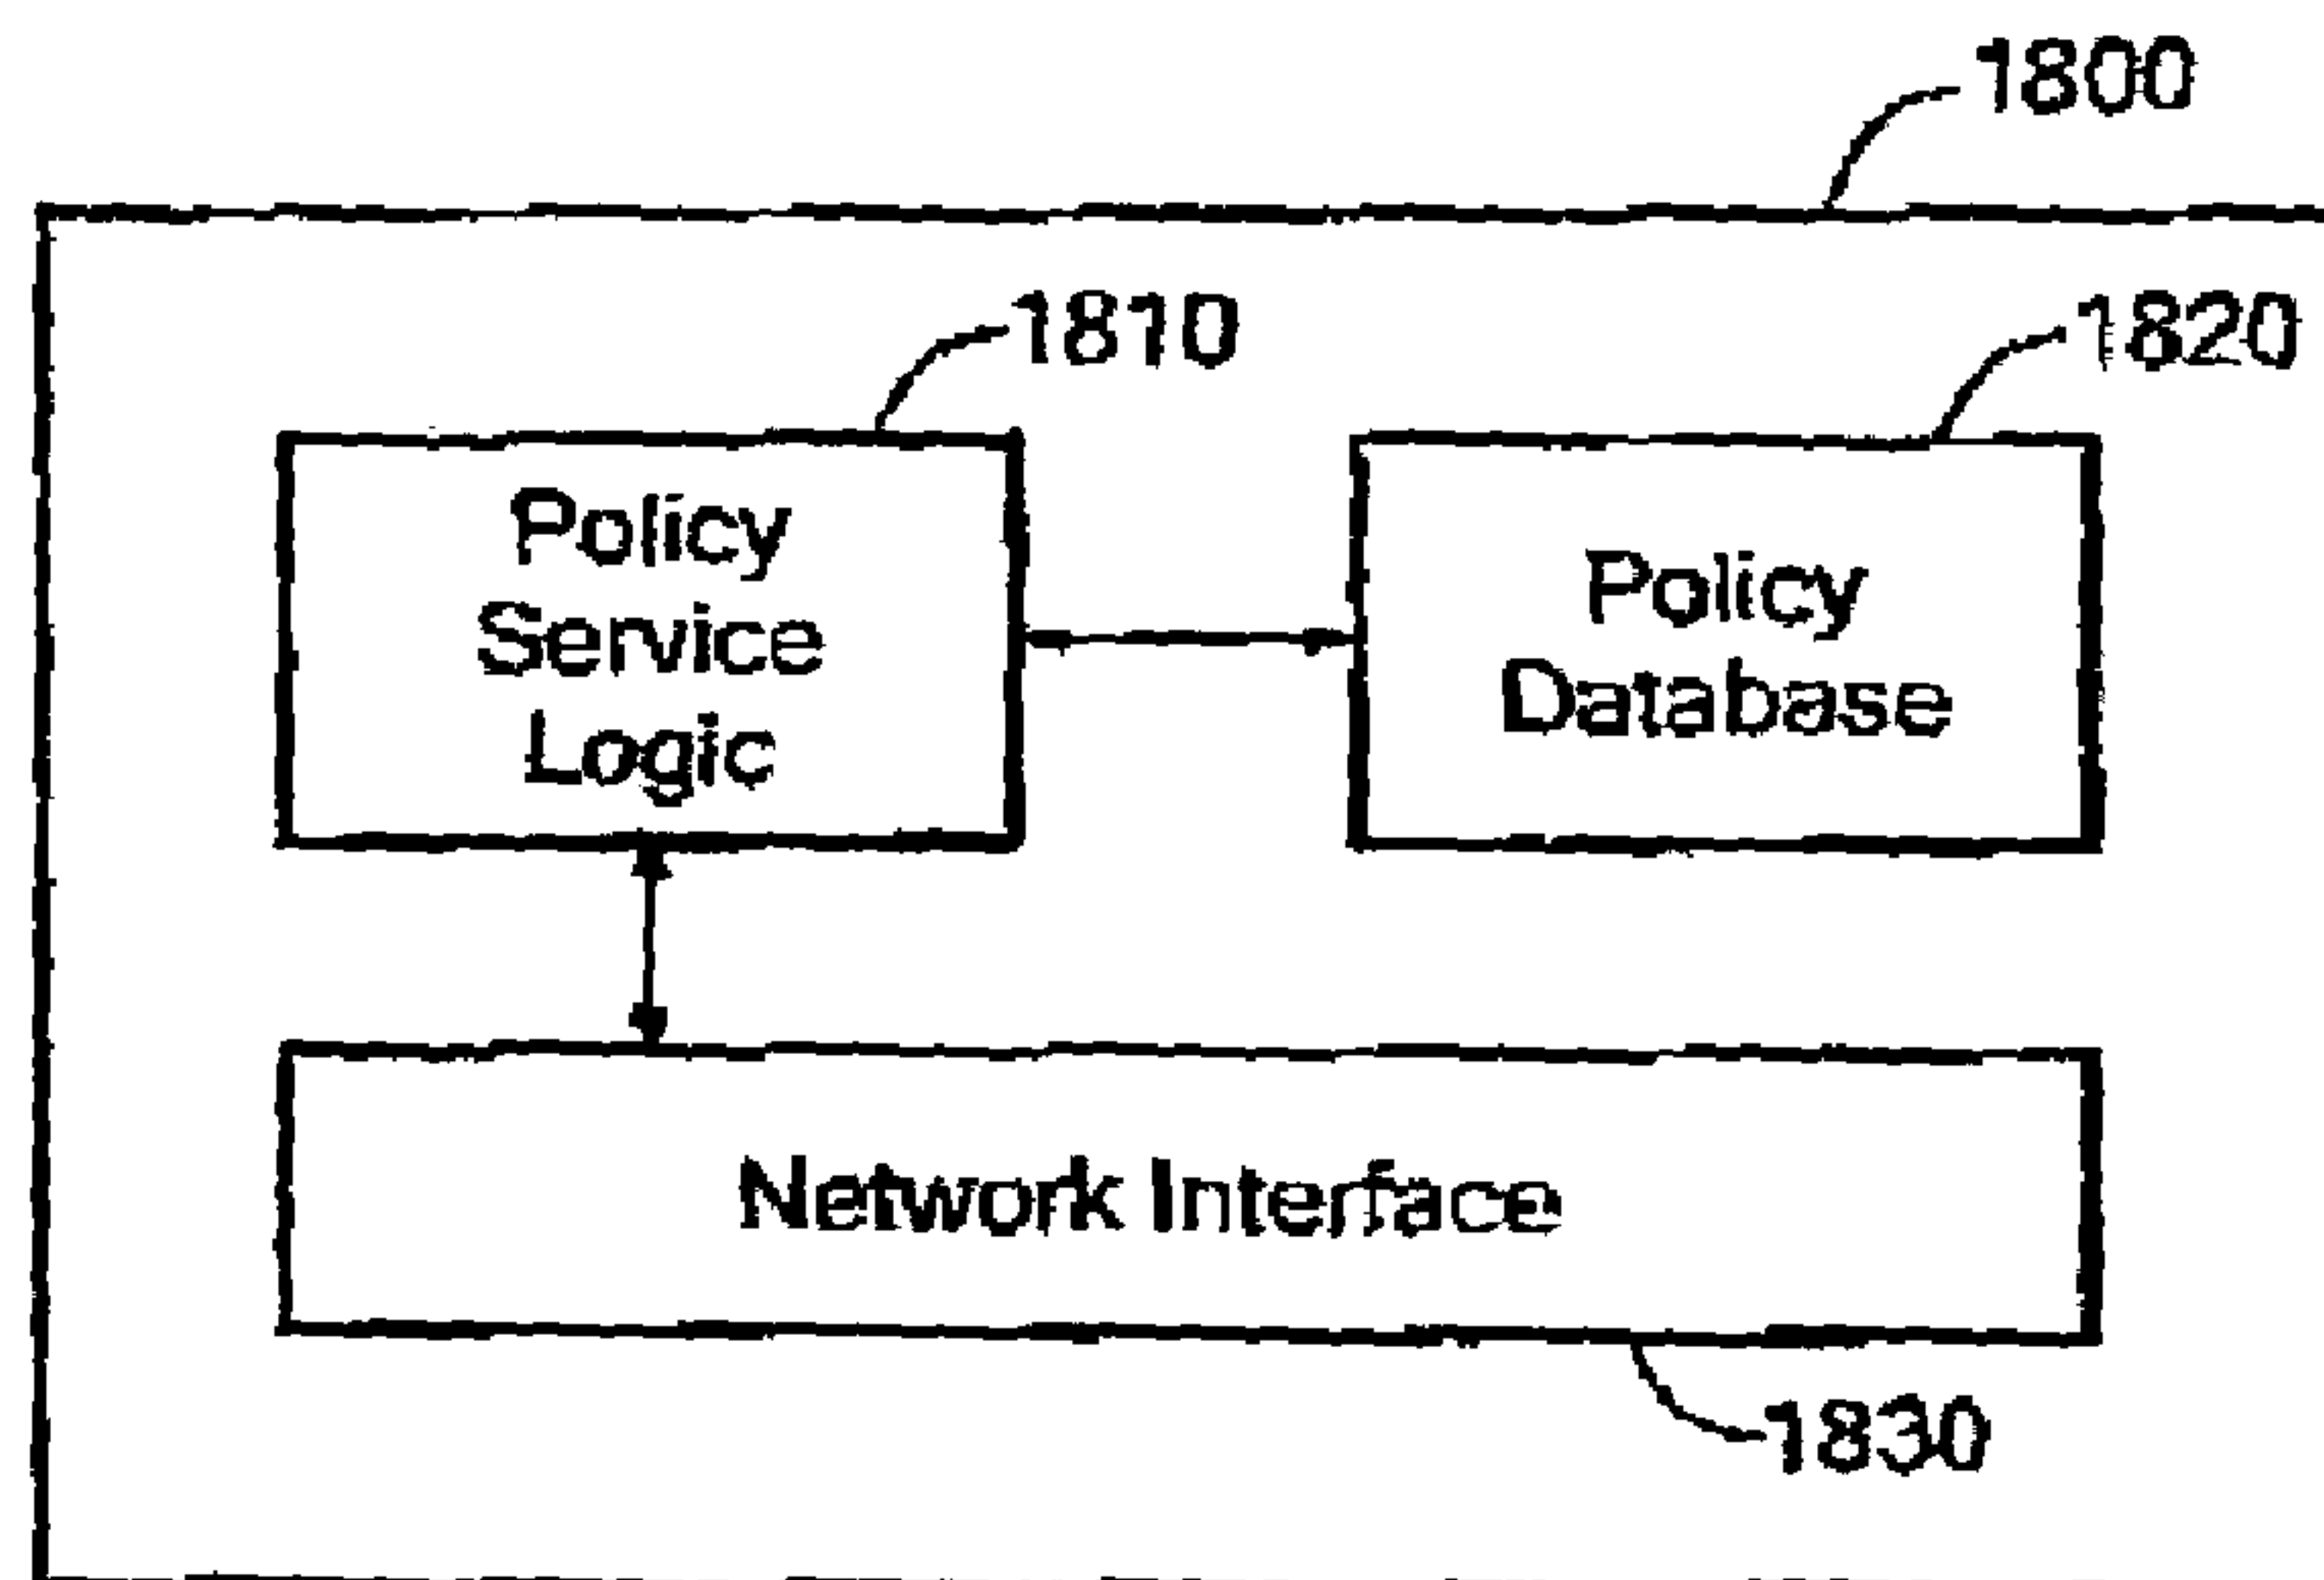 1800
1810
1820
Policy
Service
Logic
Policy
Database
Network Interface
1830